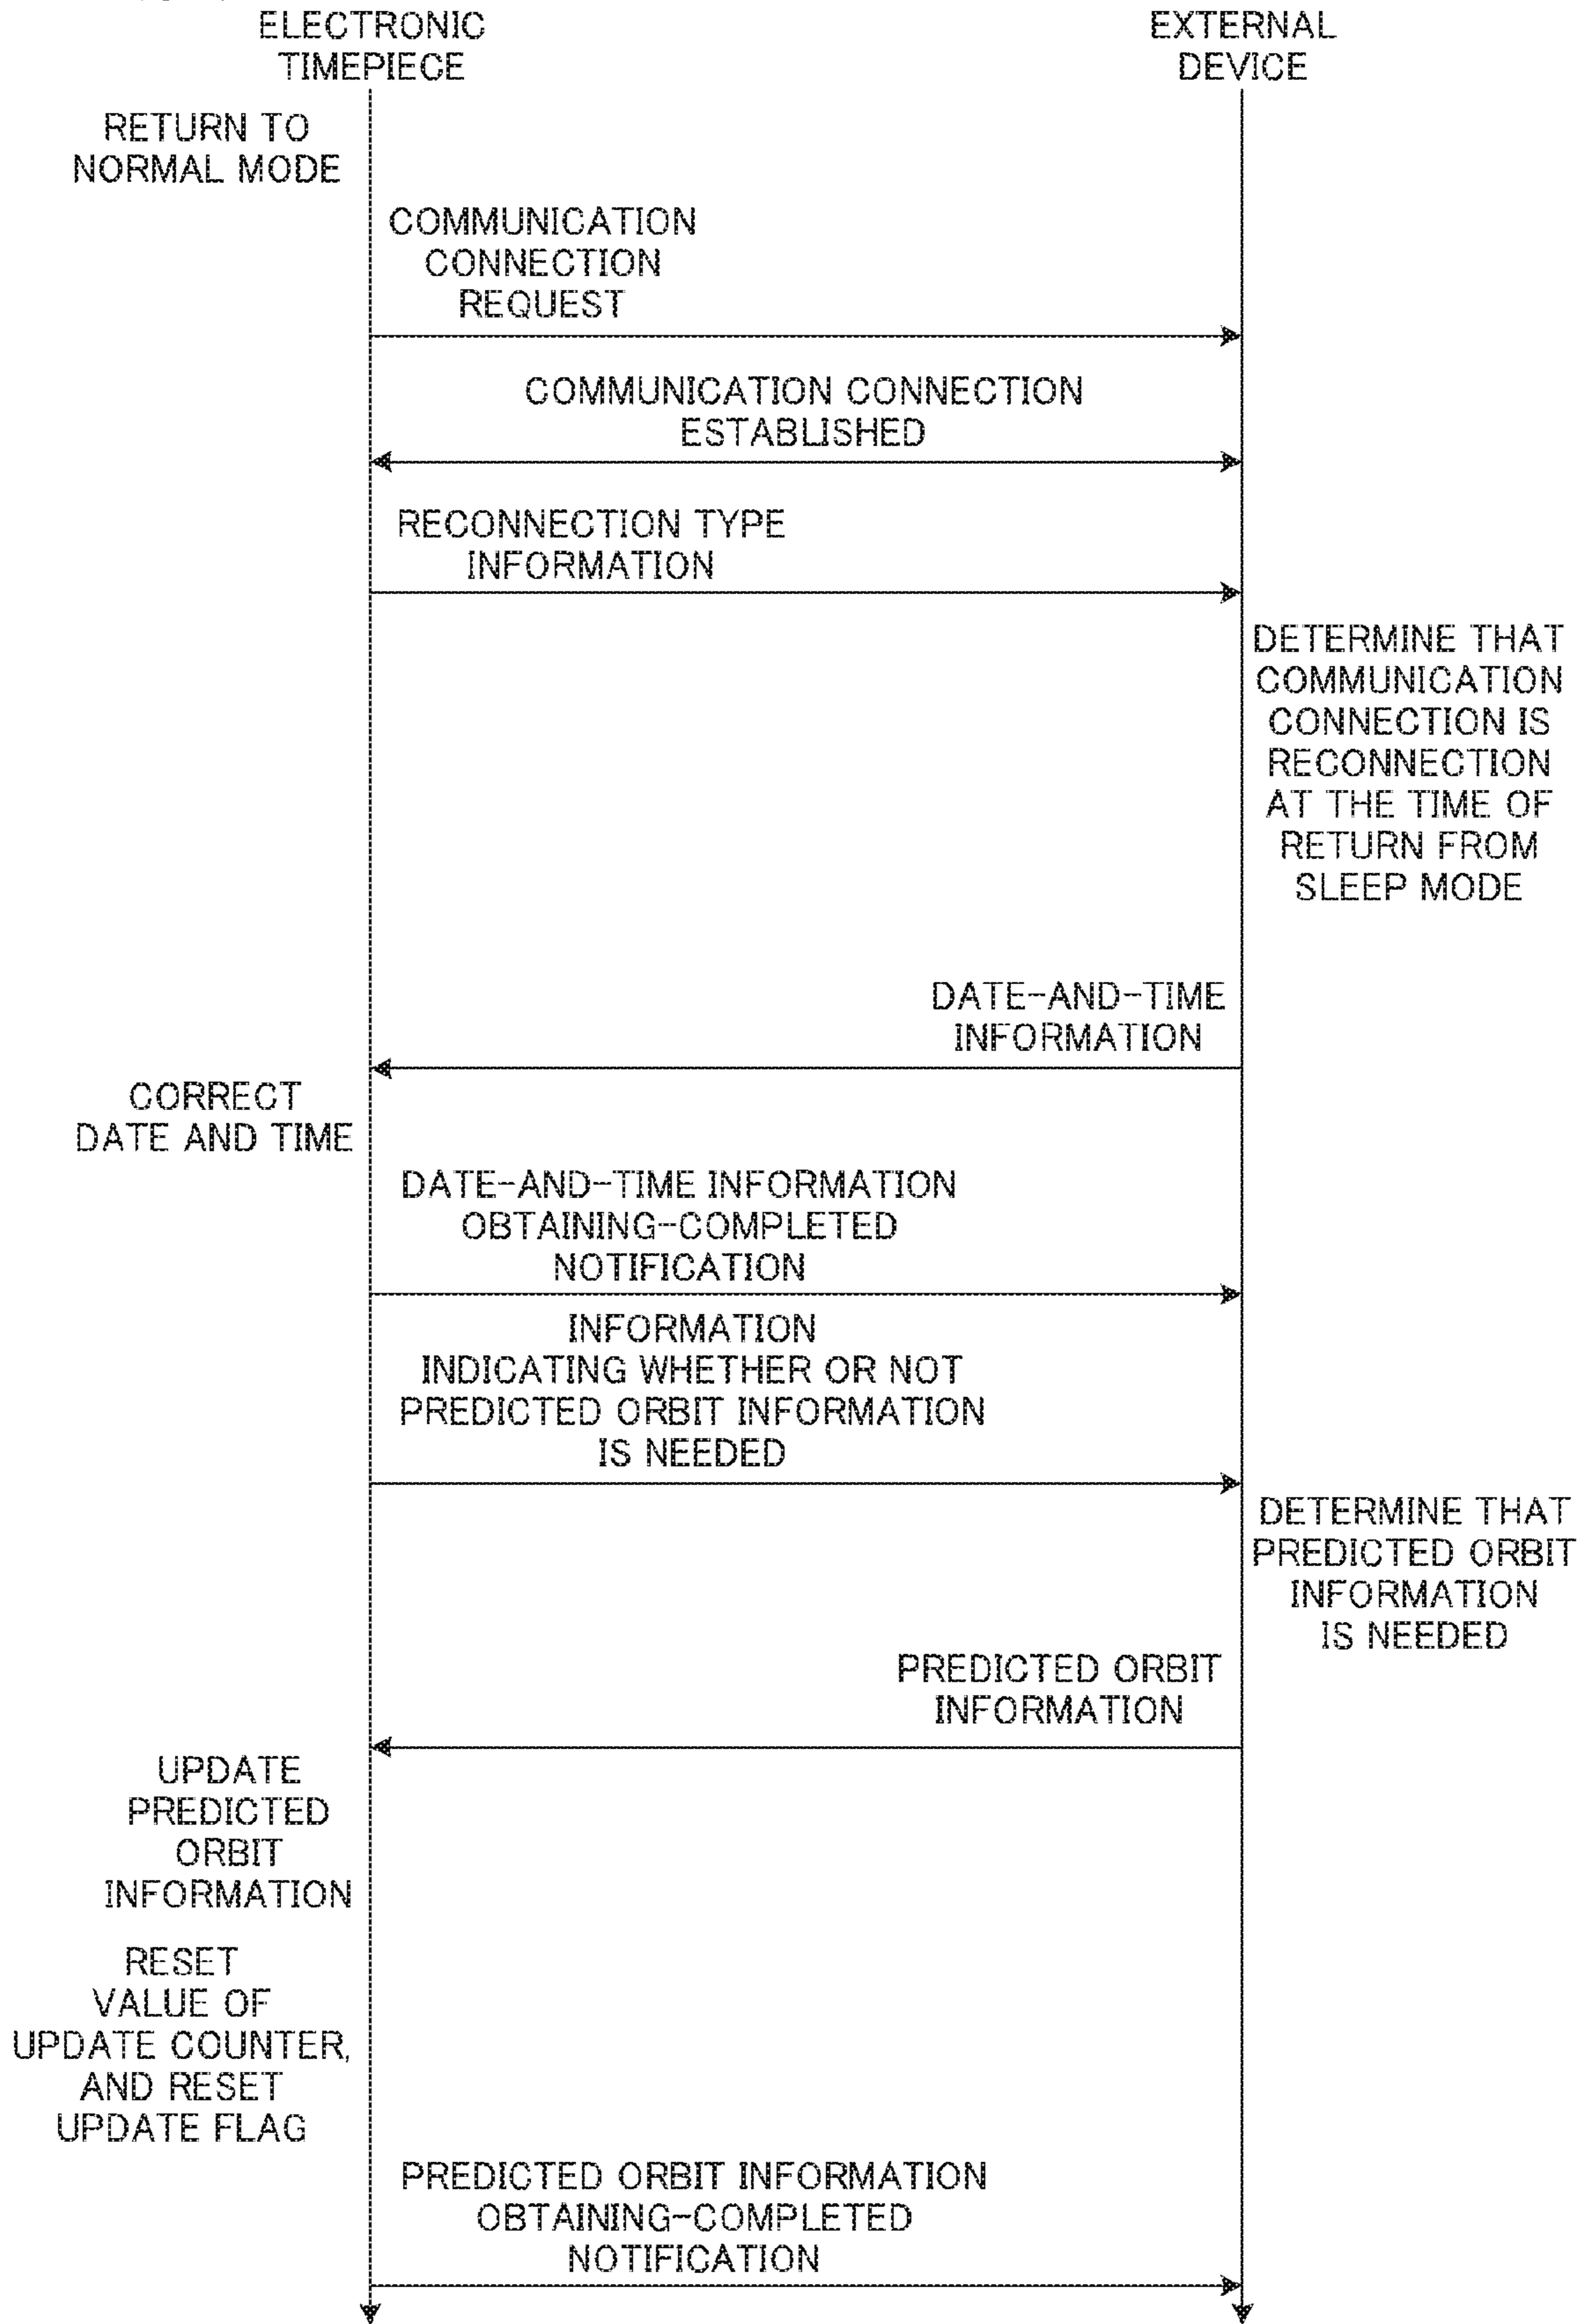 ELECTRONIC
TIMEPIECE
EXTERNAL
DEVICE
RETURN TO
NORMAL MODE
COMMUNICATION
CONNECTION
REQUEST
COMMUNICATION CONNECTION
ESTABLISHED
RECONNECTION TYPE
INFORMATION
DETERMINE THAT
COMMUNICATION
CONNECTION IS
RECONNECTION
AT THE TIME OF
RETURN FROM
SLEEP MODE
DATE-AND-TIME
INFORMATION
CORRECT
DATE AND TIME
DATE-AND-TIME INFORMATION
OBTAINING-COMPLETED
NOTIFICATION
INFORMATION
INDICATING WHETHER OR NOT
PREDICTED ORBIT INFORMATION
IS NEEDED
DETERMINE THAT
PREDICTED ORBIT
INFORMATION
IS NEEDED
PREDICTED ORBIT
INFORMATION
UPDATE
PREDICTED
ORBIT
INFORMATION
RESET
VALUE OF
UPDATE COUNTER,
AND RESET
UPDATE FLAG
PREDICTED ORBIT INFORMATION
OBTAINING-COMPLETED
NOTIFICATION